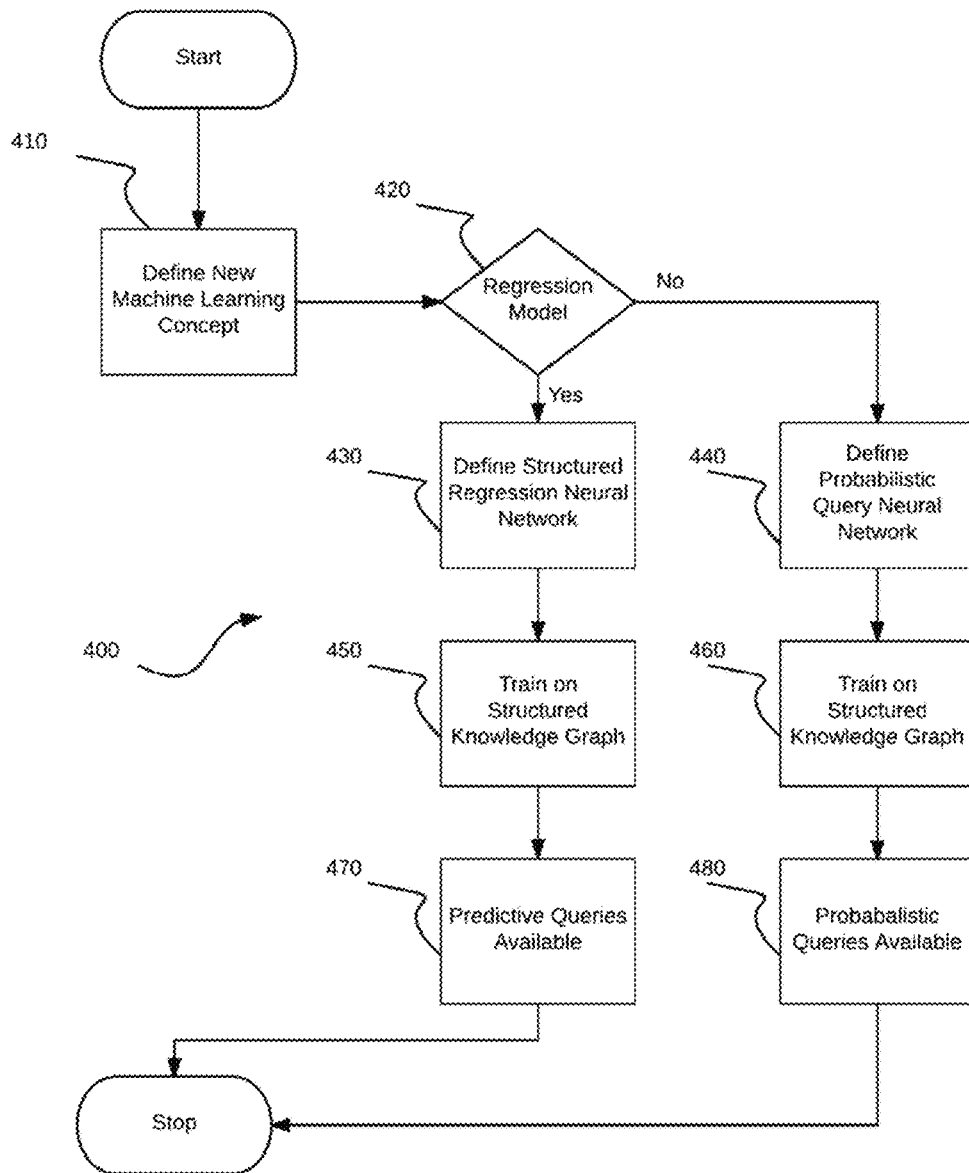 Start
410
Define New
Machine Learning
Concept
420
Regression
Model
No
Yes
430
Define Structured
Regression Neural
Network
440
Define
Probabilistic
Query Neural
Network
400
450
Train on
Structured
Knowledge Graph
460
Train on
Structured
Knowledge Graph
470
Predictive Queries
Available
480
Probabalistic
Queries Available
Stop